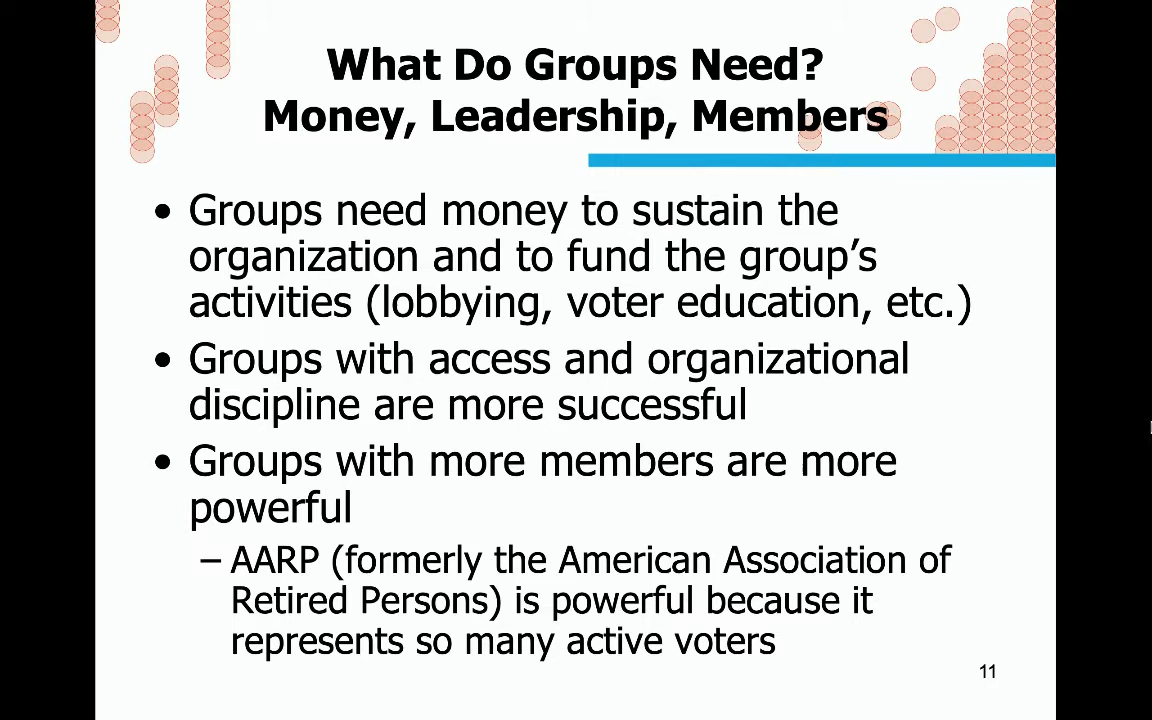 What Do Groups Need?
Money, Leadership, Members
• Groups need money to sustain the
organization and to fund the group’s
activities (lobbying, voter education, etc.)
• Groups with access and organizational
discipline are more successful
• Groups with more members are more
powerful
– AARP (formerly the American Association of
Retired Persons) is powerful because it
represents so many active voters
11